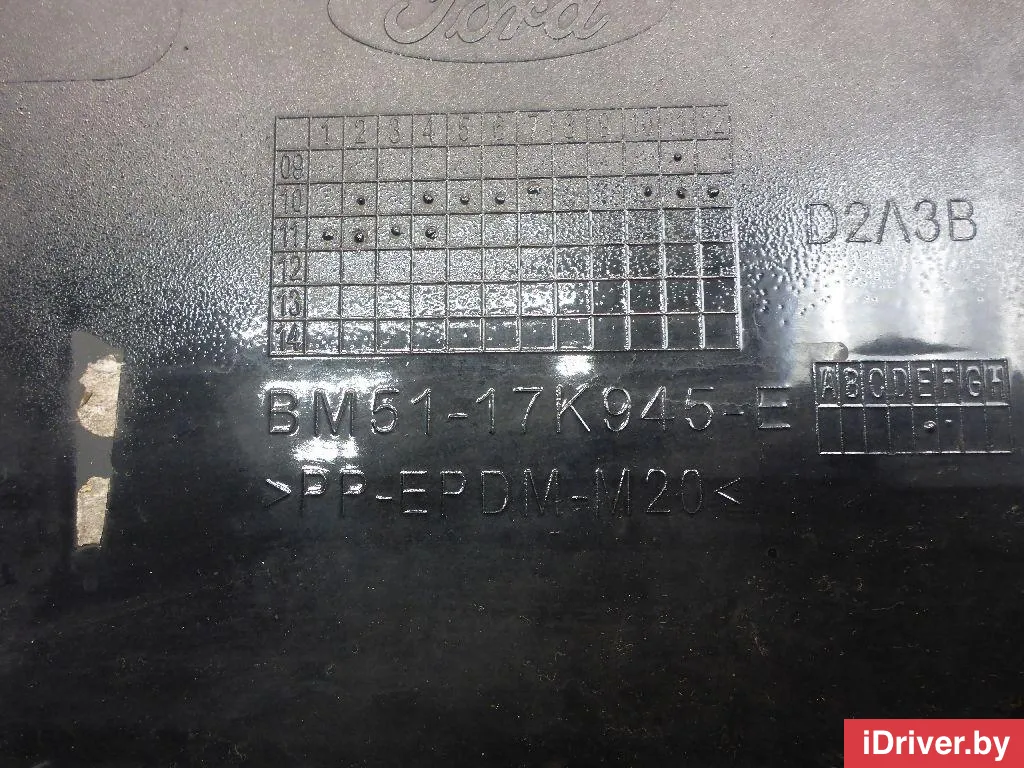 Ford
1 2 3 4 5 6 7 8 9 10 11 12
09
10
11
12
13
14
D2A3B
BM51-17K945-E
ABCDEFGH
>PP-EPDM-M20<
iDriver.by